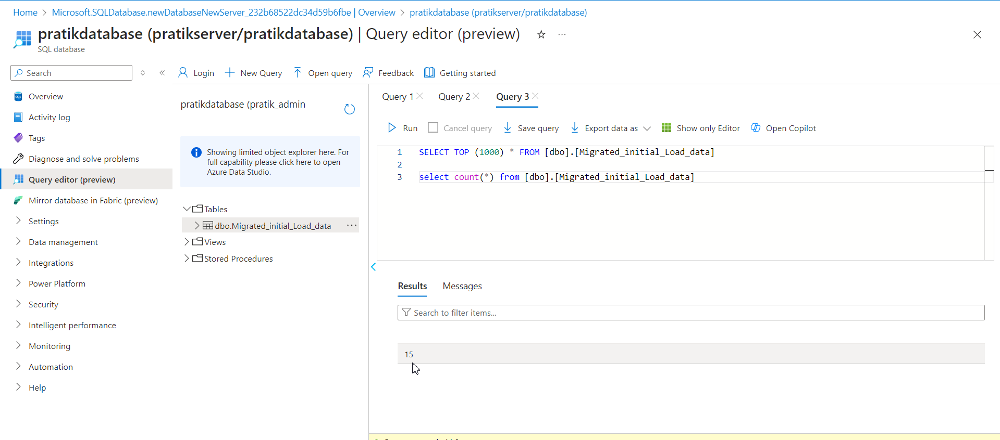 Home > Microsoft.SQLDatabase.newDatabaseNewServer_232b68522dc34d59b6fbe | Overview > pratikdatabase (pratikserver/pratikdatabase)
pratikdatabase (pratikserver/pratikdatabase) | Query editor (preview) ☆ ...
SQL database
Search
Login
New Query
Open query
Feedback
Getting started
Overview
Activity log
Tags
Diagnose and solve problems
Query editor (preview)
Mirror database in Fabric (preview)
Settings
Data management
Integrations
Power Platform
Security
Intelligent performance
Monitoring
Automation
Help
pratikdatabase (pratik_admin
Showing limited object explorer here. For
full capability please click here to open
Azure Data Studio.
Tables
dbo.Migrated_initial_Load_data ...
Views
Stored Procedures
Query 1
Query 2
Query 3
Run
Cancel query
Save query
Export data as
Show only Editor
Open Copilot
1 SELECT TOP (1000) * FROM [dbo].[Migrated_initial_Load_data]
2
3 select count(*) from [dbo].[Migrated_initial_Load_data]
Results
Messages
Search to filter items...
15